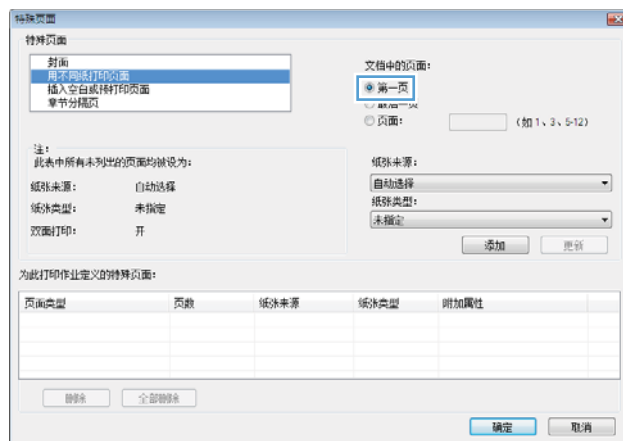 特殊页面
特殊页面
封面
用不同纸打印页面
插入空白或预打印页面
章节分隔页
文档中的页面：
第一页
最后一页
页面：
（如 1、3、5-12）
注：
此表中所有未列出的页面均被设为：
纸张来源： 自动选择
纸张类型： 未指定
双面打印： 开
纸张来源：
自动选择
纸张类型：
未指定
添加 更新
为此打印作业定义的特殊页面：
页面类型 页数 纸张来源 纸张类型 附加属性
删除 全部删除
确定 取消